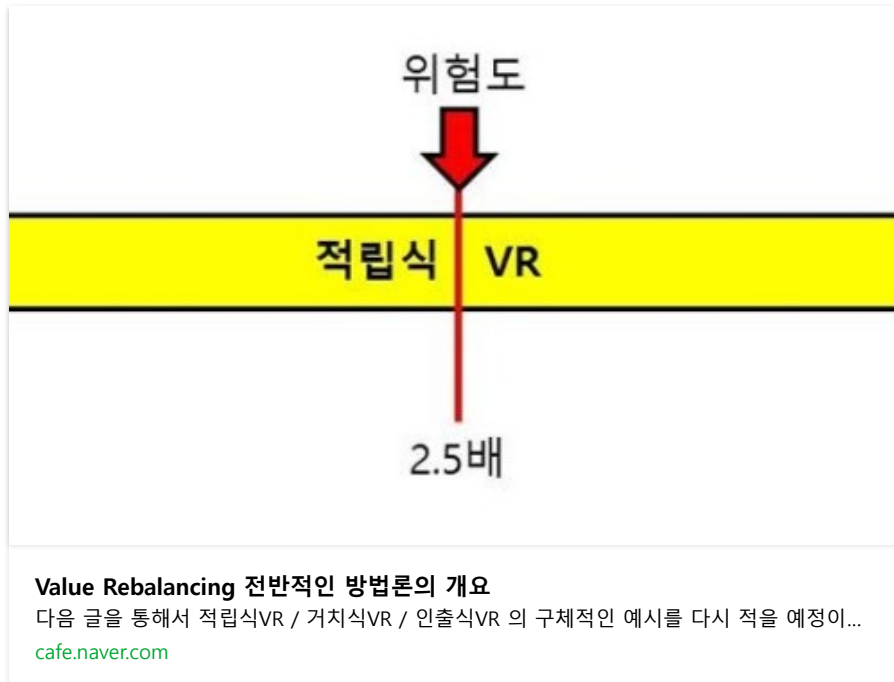 위험도
적립식 VR
2.5배
Value Rebalancing 전반적인 방법론의 개요
다음 글을 통해서 적립식VR / 거치식VR / 인출식VR 의 구체적인 예시를 다시 적을 예정이...
cafe.naver.com